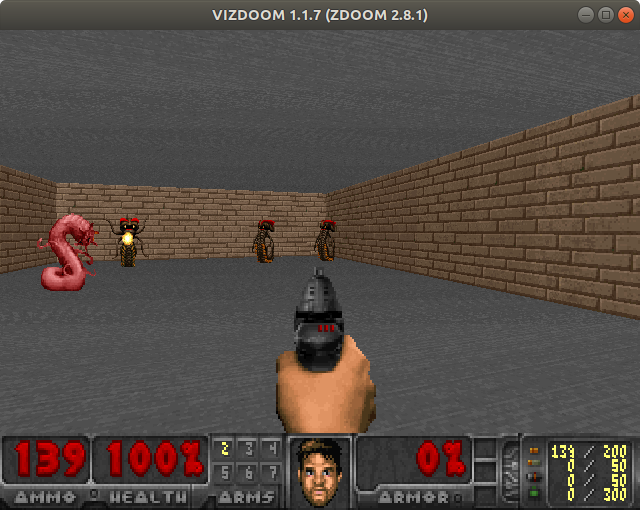 VIZDOOM 1.1.7 (ZDOOM 2.8.1)
139 100% 2 3 4 0% 139 / 200
5 6 7 0 / 50
0 / 50
AMMO HEALTH ARMS ARMOR 0 / 300